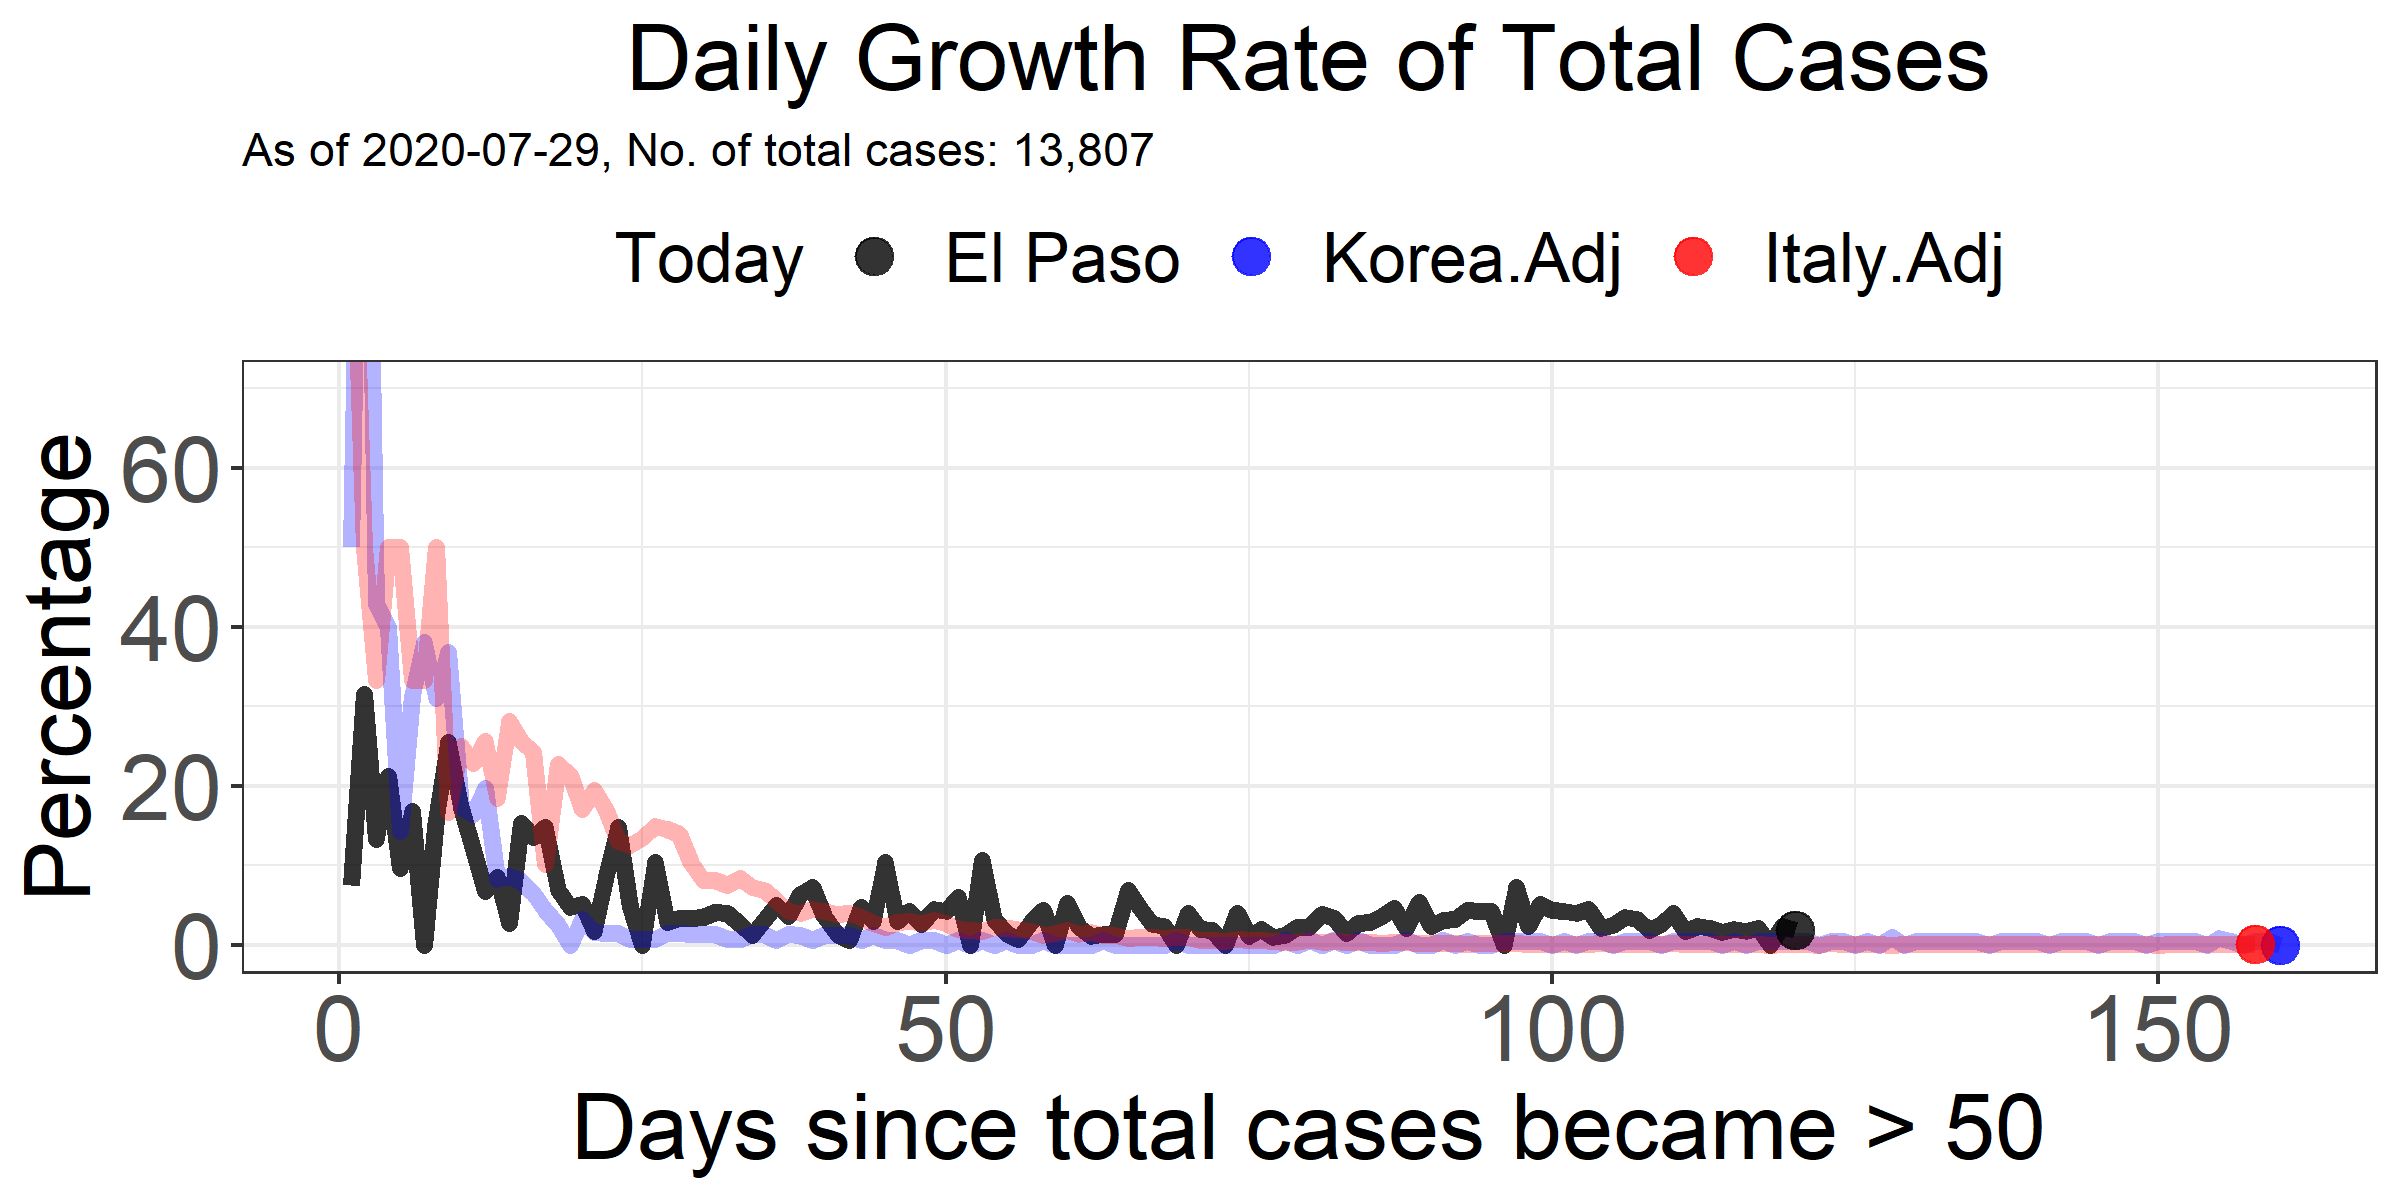 Daily Growth Rate of Total Cases
As of 2020-07-29, No. of total cases: 13,807
Today El Paso Korea.Adj Italy.Adj
Percentage
60
40
20
0
0 50 100 150
Days since total cases became > 50